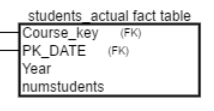 students_actual fact table
Course_key (FK)
PK_DATE (FK)
Year
numstudents